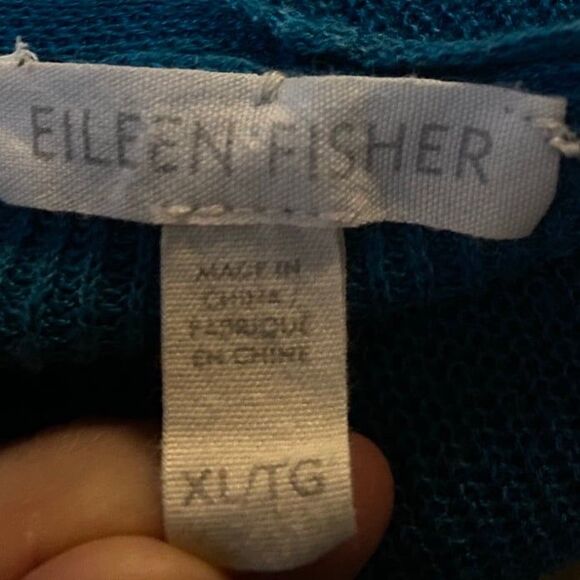 EILEEN FISHER
MADE IN
CHINA /
FABRIQUÉ
EN CHINE
XL/TG